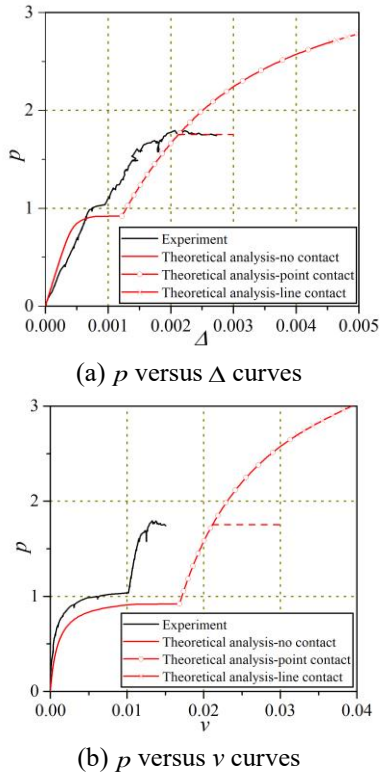 3
2
p
1
0
0.000 0.001 0.002 0.003 0.004 0.005
Δ
Experiment
Theoretical analysis-no contact
Theoretical analysis-point contact
Theoretical analysis-line contact
(a) p versus Δ curves
3
2
p
1
0
0.00 0.01 0.02 0.03 0.04
v
Experiment
Theoretical analysis-no contact
Theoretical analysis-point contact
Theoretical analysis-line contact
(b) p versus v curves